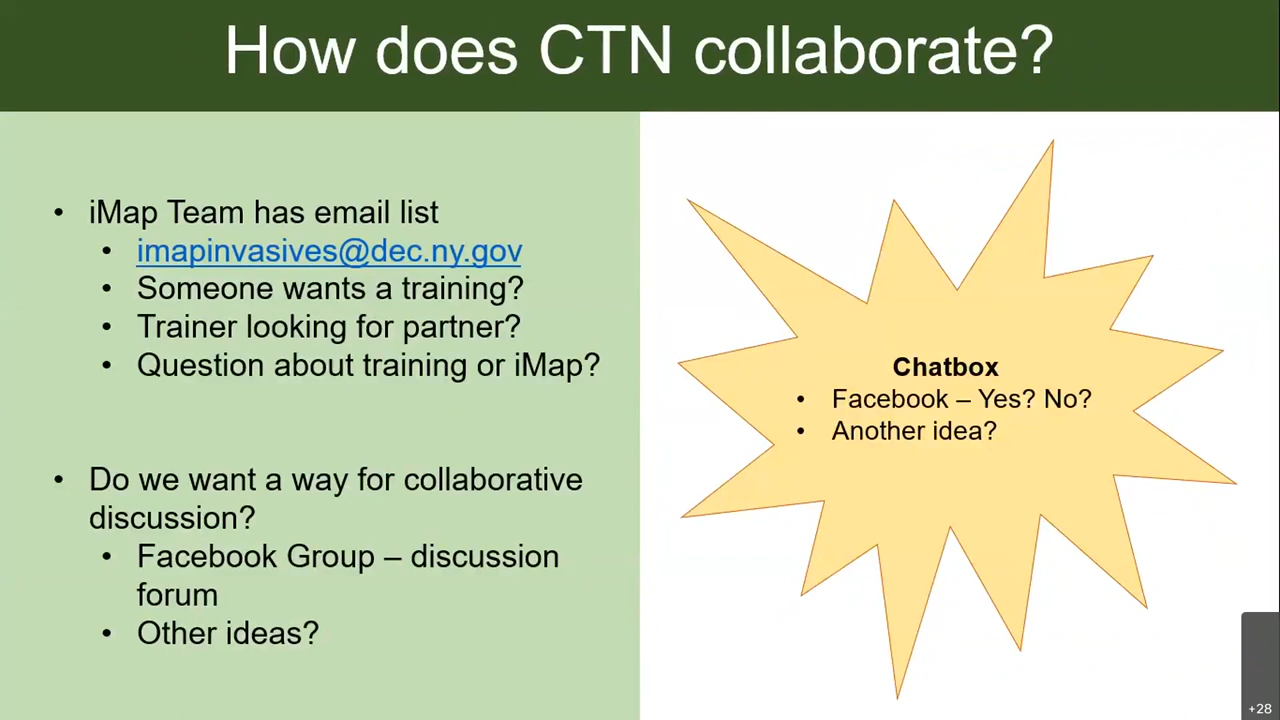 How does CTN collaborate?
• iMap Team has email list
• imapinvasives@dec.ny.gov
• Someone wants a training?
• Trainer looking for partner?
• Question about training or iMap?
• Do we want a way for collaborative
discussion?
• Facebook Group – discussion
forum
• Other ideas?
Chatbox
• Facebook – Yes? No?
• Another idea?
+28